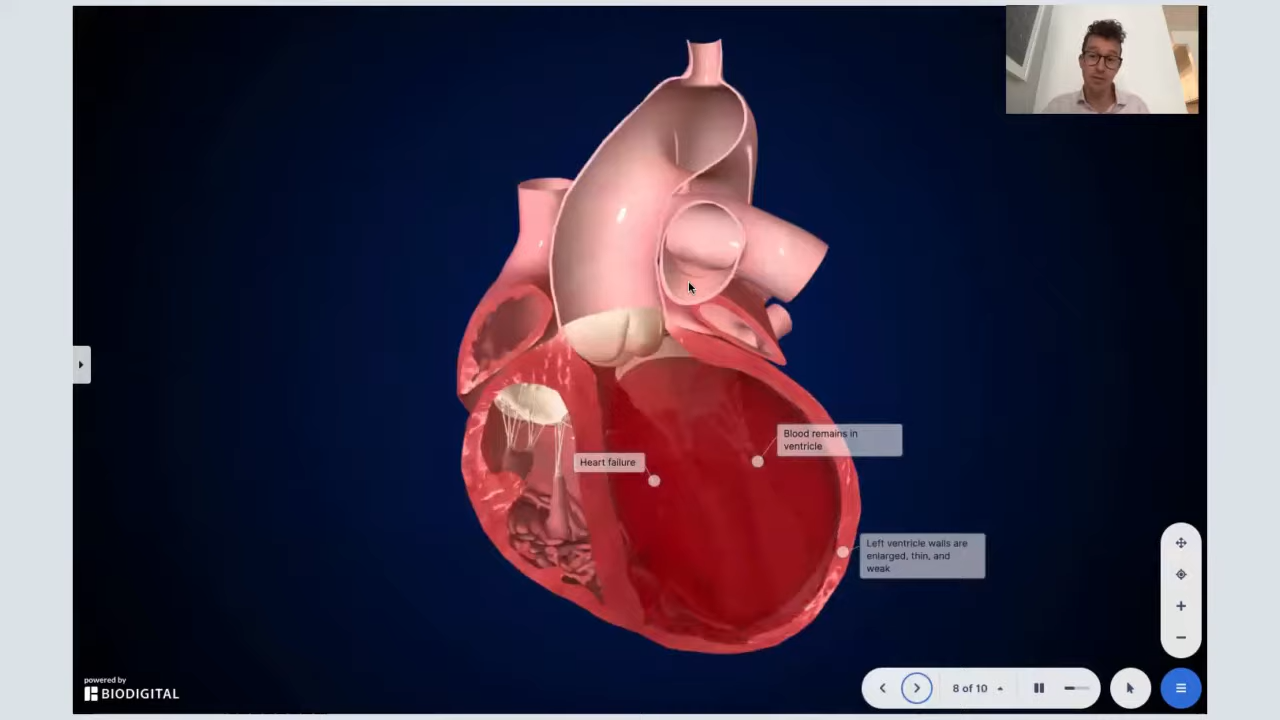 Blood remains in
ventricle
Heart failure
Left ventricle walls are
enlarged, thin, and
weak
powered by
BIODIGITAL
8 of 10